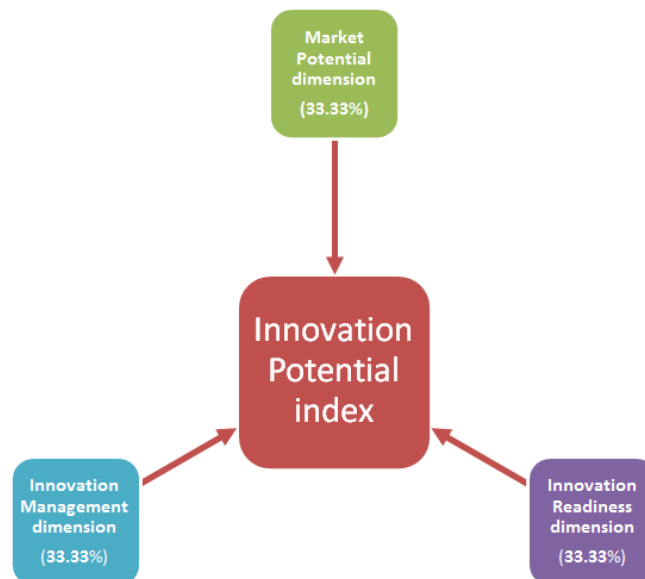 Market
Potential
dimension
(33.33%)
Innovation
Potential
index
Innovation
Management
dimension
(33.33%)
Innovation
Readiness
dimension
(33.33%)